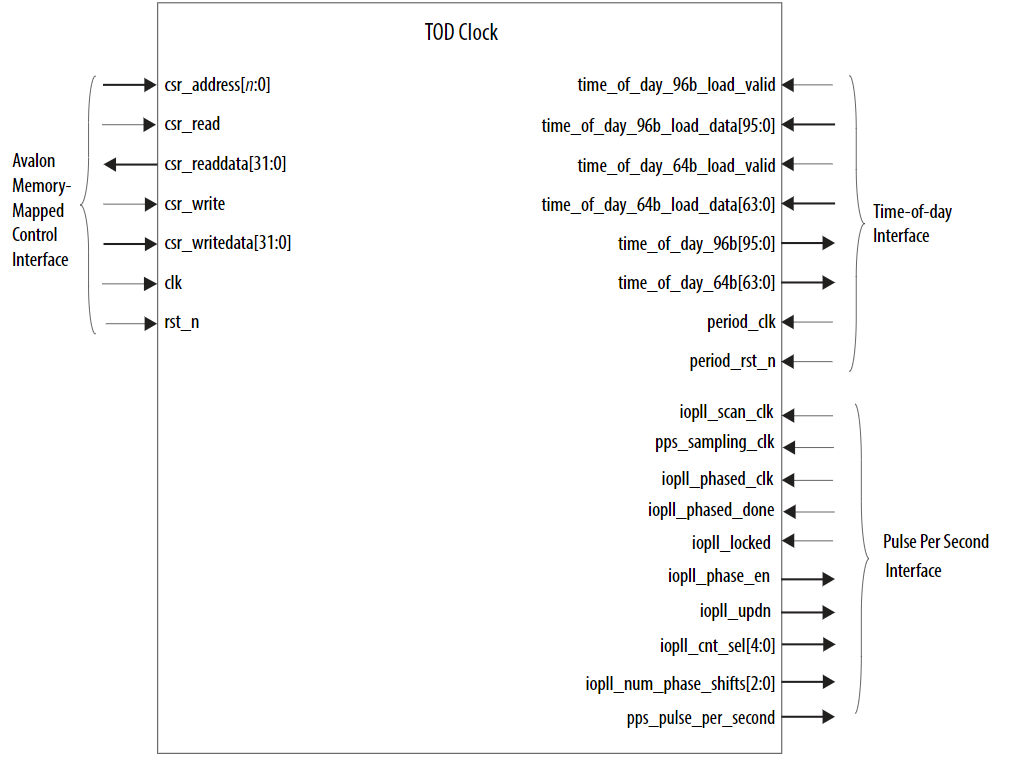 TOD Clock
Avalon
Memory-
Mapped
Control
Interface
csr_address[n:0]
csr_read
csr_readdata[31:0]
csr_write
csr_writedata[31:0]
clk
rst_n
time_of_day_96b_load_valid
time_of_day_96b_load_data[95:0]
time_of_day_64b_load_valid
time_of_day_64b_load_data[63:0]
time_of_day_96b[95:0]
time_of_day_64b[63:0]
period_clk
period_rst_n
Time-of-day
Interface
iopll_scan_clk
pps_sampling_clk
iopll_phased_clk
iopll_phased_done
iopll_locked
iopll_phase_en
iopll_updn
iopll_cnt_sel[4:0]
iopll_num_phase_shifts[2:0]
pps_pulse_per_second
Pulse Per Second
Interface